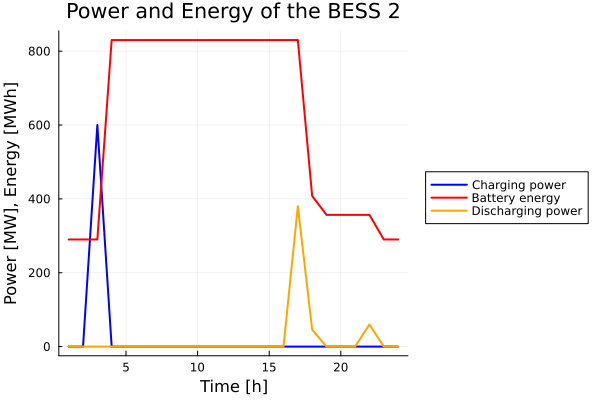 Power and Energy of the BESS 2
Power [MW], Energy [MWh]
800
600
400
200
0
5 10 15 20
Time [h]
Charging power
Battery energy
Discharging power